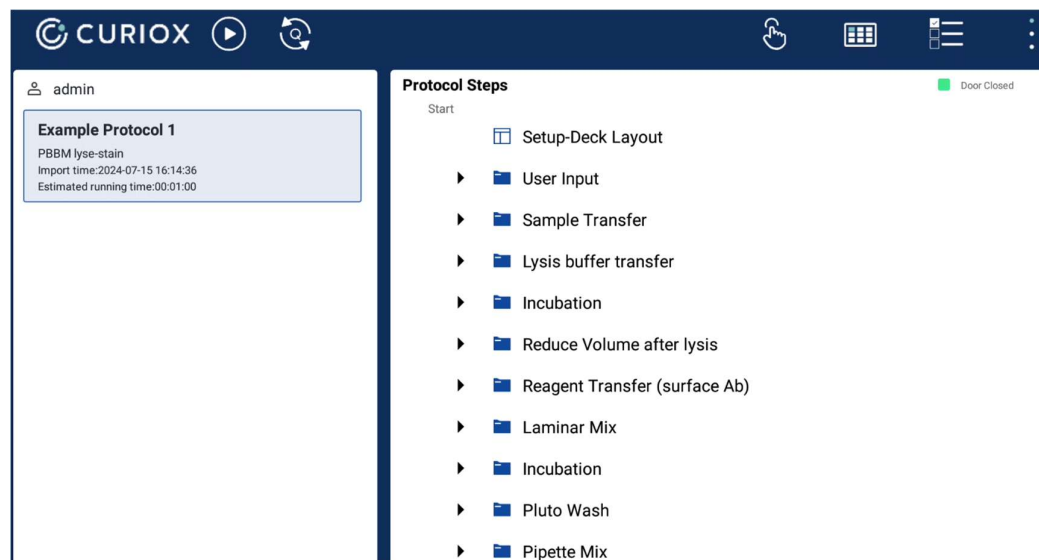 CURIOX
admin
Example Protocol 1
PBBM lyse-stain
Import time:2024-07-15 16:14:36
Estimated running time:00:01:00
Protocol Steps
Door Closed
Start
Setup-Deck Layout
User Input
Sample Transfer
Lysis buffer transfer
Incubation
Reduce Volume after lysis
Reagent Transfer (surface Ab)
Laminar Mix
Incubation
Pluto Wash
Pipette Mix